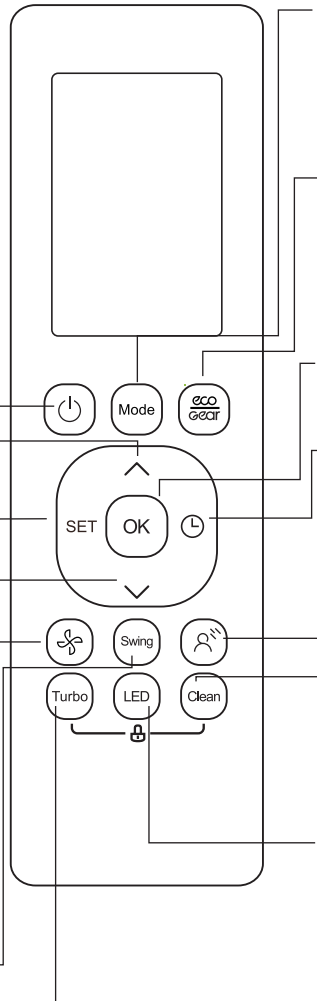 Mode
eco
Gear
SET
OK
Swing
Turbo
LED
Clean